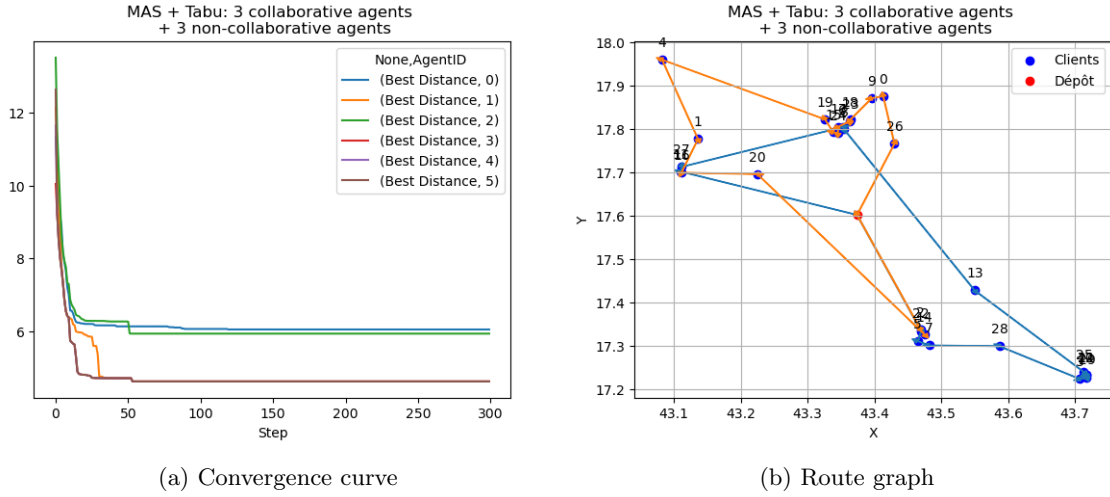 MAS + Tabu: 3 collaborative agents
+ 3 non-collaborative agents
None,AgentID
(Best Distance, 0)
(Best Distance, 1)
(Best Distance, 2)
(Best Distance, 3)
(Best Distance, 4)
(Best Distance, 5)
12
10
8
6
0
50
100
150
200
250
300
Step
(a) Convergence curve
MAS + Tabu: 3 collaborative agents
+ 3 non-collaborative agents
Clients
Dépôt
Y
18.0
17.9
17.8
17.7
17.6
17.5
17.4
17.3
17.2
4
1
27
20
19
9
0
26
13
2
22
7
28
25
43.1
43.2
43.3
43.4
43.5
43.6
43.7
X
(b) Route graph